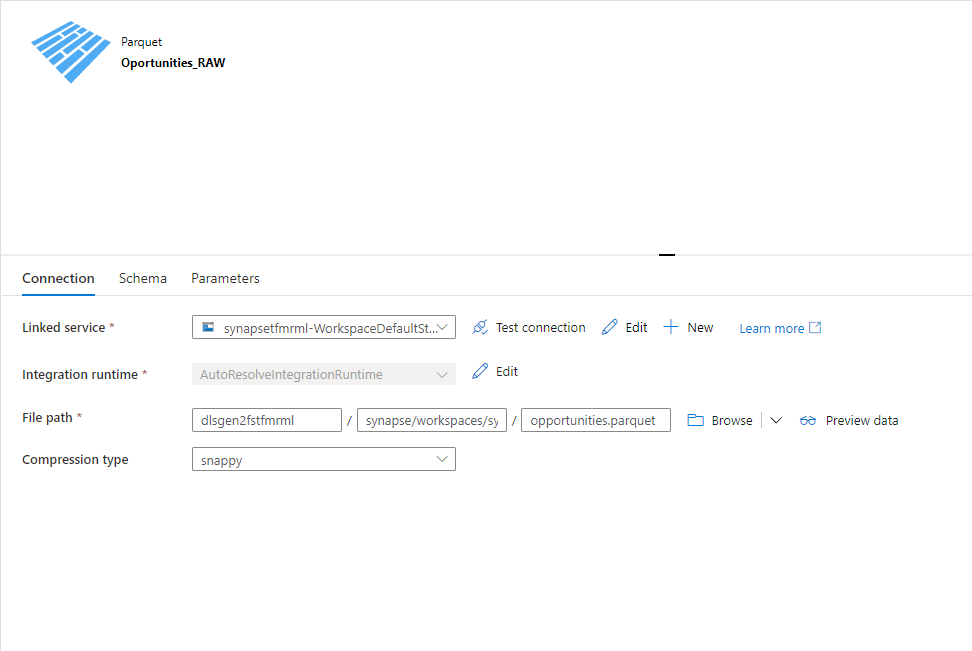 Parquet
Oportunities_RAW
Connection Schema Parameters
Linked service * synapsetfmrml-WorkspaceDefaultSt... Test connection Edit New Learn more
Integration runtime * AutoResolveIntegrationRuntime Edit
File path * dlsgen2fstfmrml / synapse/workspaces/sy / opportunities.parquet Browse Preview data
Compression type snappy